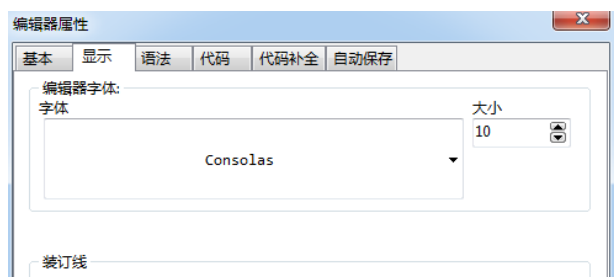 编辑器属性
基本 显示 语法 代码 代码补全 自动保存
编辑器字体:
字体 大小
Consolas 10
装订线